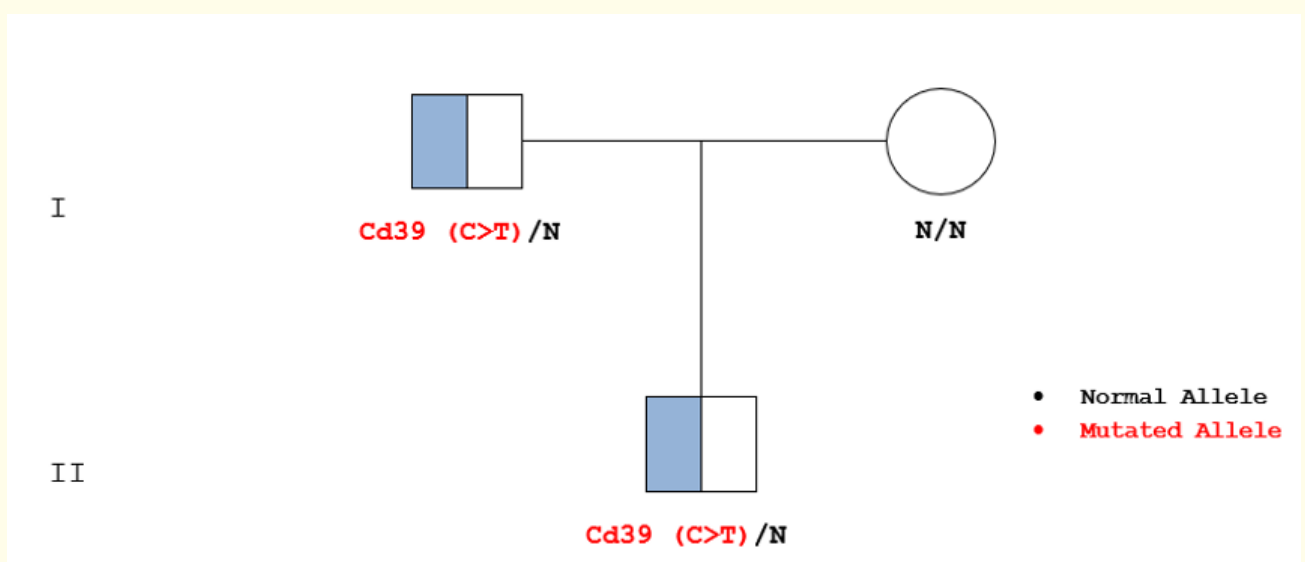 I
Cd39 (C>T)/N
N/N
• Normal Allele
• Mutated Allele
II
Cd39 (C>T)/N